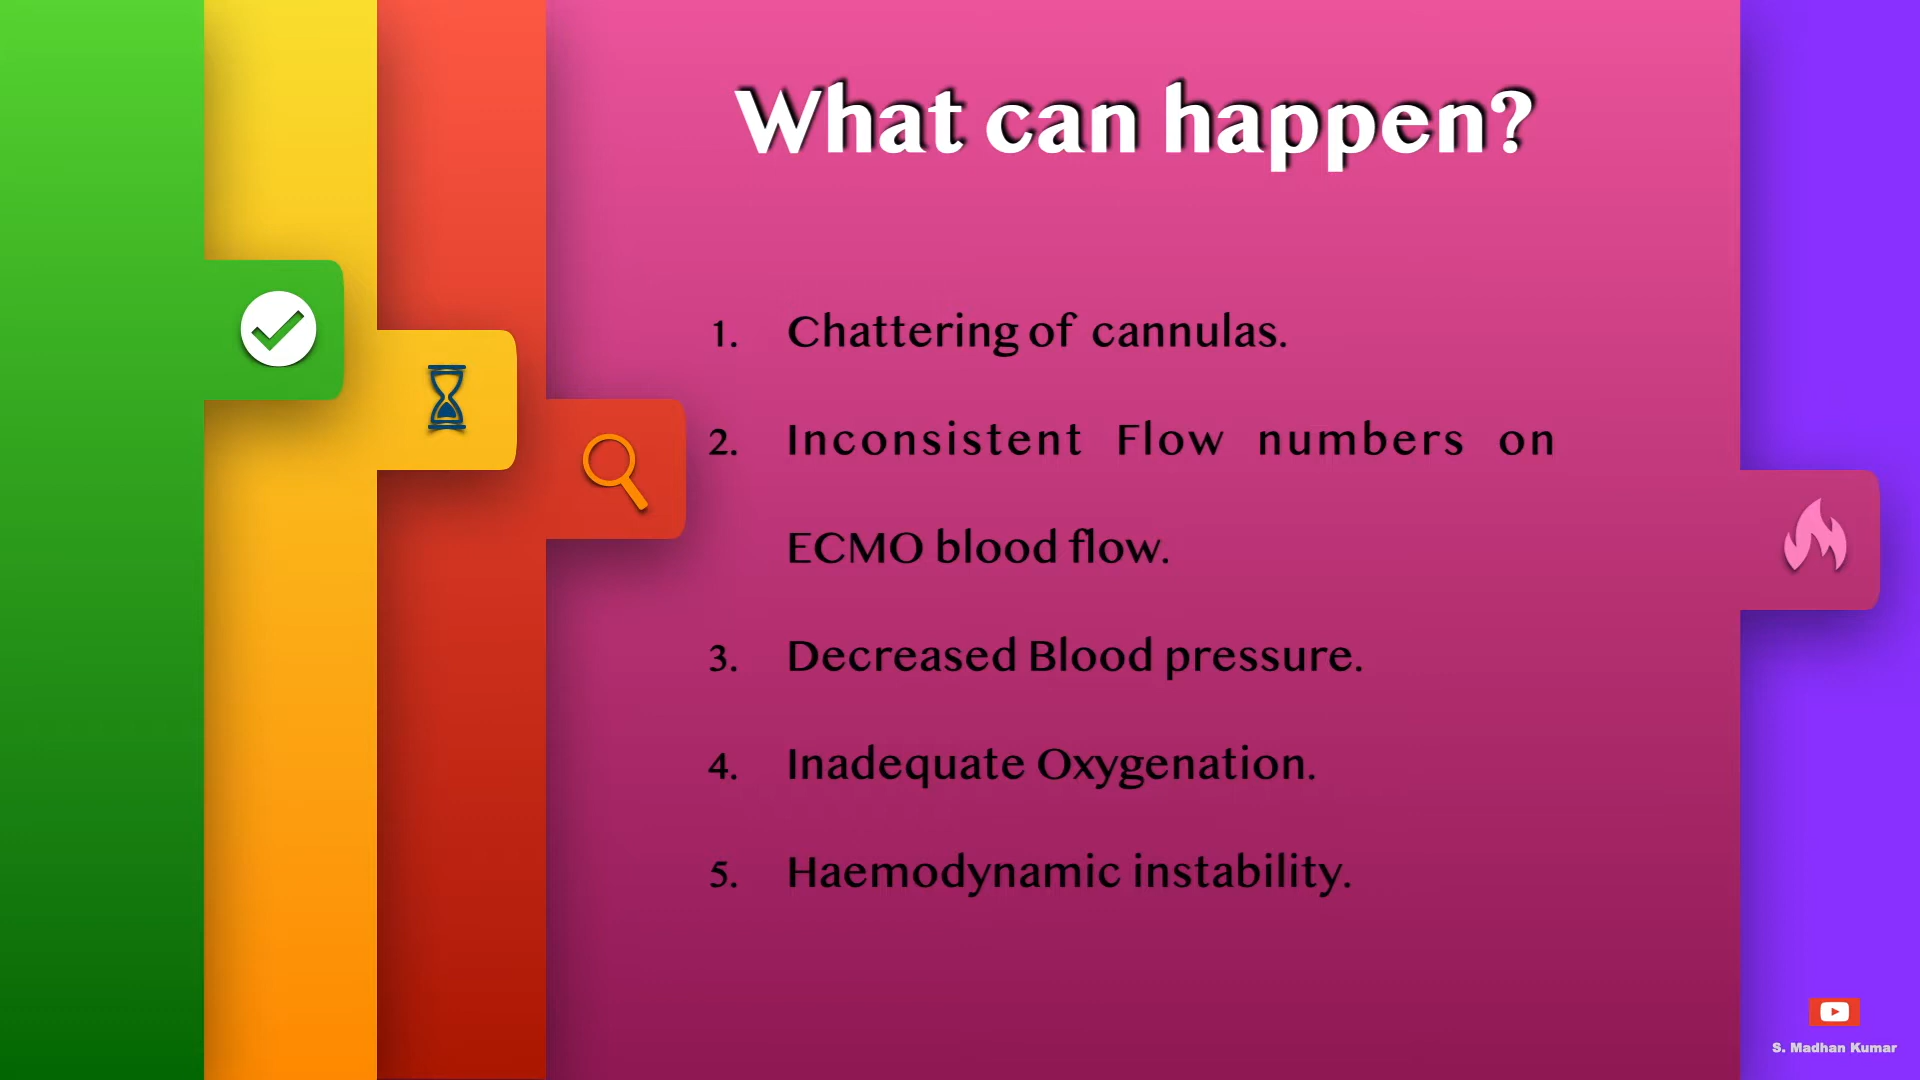 What can happen?
1. Chattering of cannulas.
2. Inconsistent Flow numbers on
ECMO blood flow.
3. Decreased Blood pressure.
4. Inadequate Oxygenation.
5. Haemodynamic instability.
S. Madhan Kumar